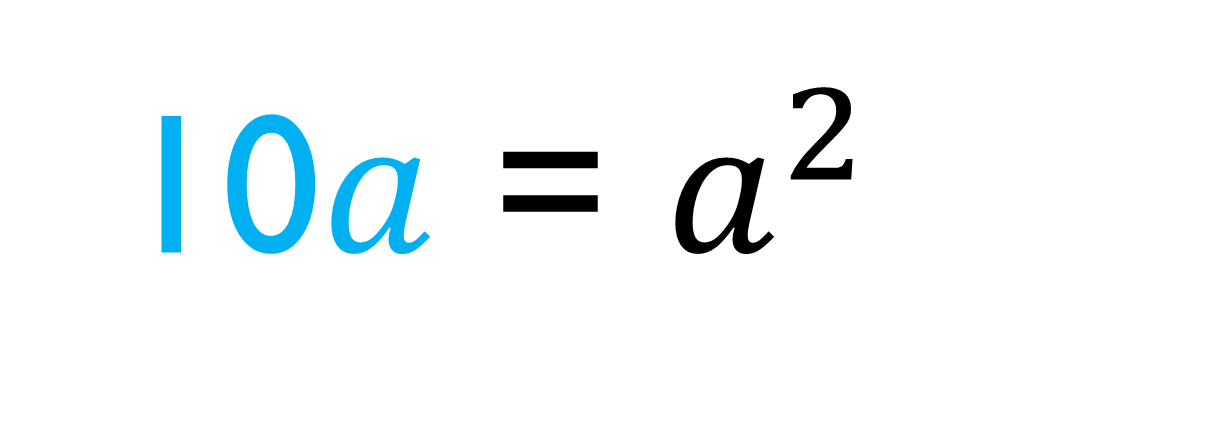 10a = a²